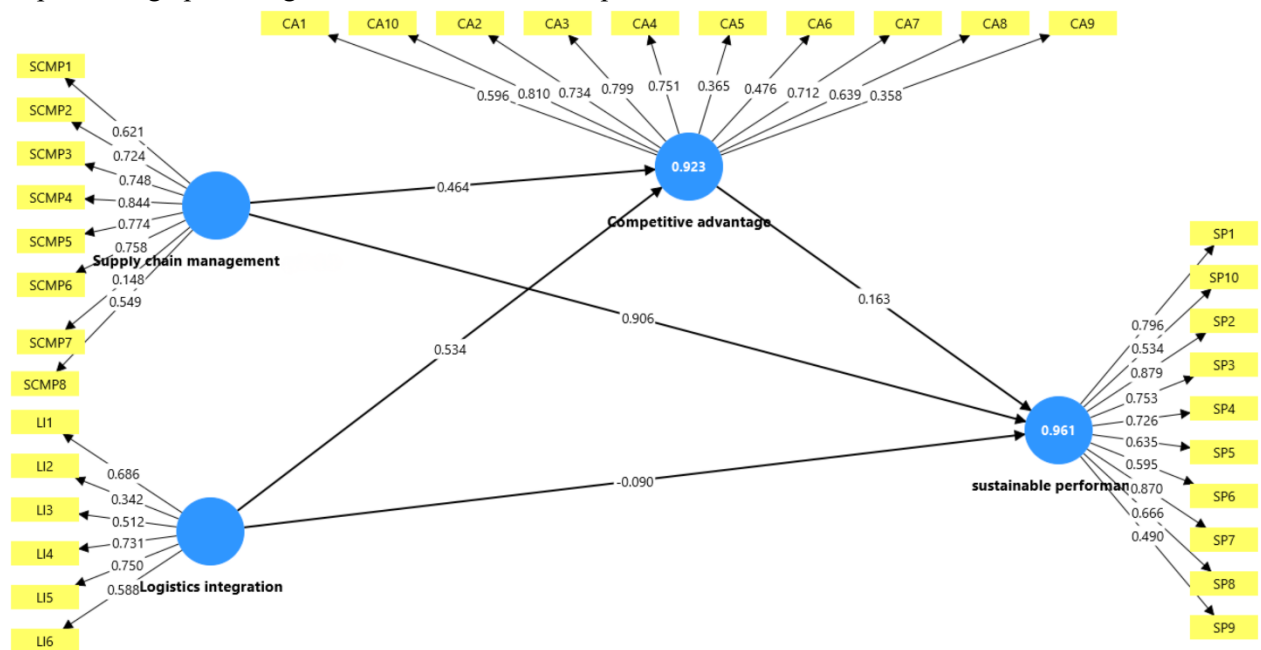 CA1
CA10
CA2
CA3
CA4
CA5
CA6
CA7
CA8
CA9
0.596
0.810
0.734
0.799
0.751
0.365
0.476
0.712
0.639
0.358
SCMP1
SCMP2
SCMP3
SCMP4
SCMP5
SCMP6
SCMP7
SCMP8
0.621
0.724
0.748
0.844
0.774
0.758
0.148
0.549
Supply chain management
0.464
0.923
Competitive advantage
0.906
0.534
0.163
LI1
LI2
LI3
LI4
LI5
LI6
0.686
0.342
0.512
0.731
0.750
0.588
Logistics integration
-0.090
0.961
sustainable performan
0.796
0.534
0.879
0.753
0.726
0.635
0.595
0.870
0.666
0.490
SP1
SP10
SP2
SP3
SP4
SP5
SP6
SP7
SP8
SP9